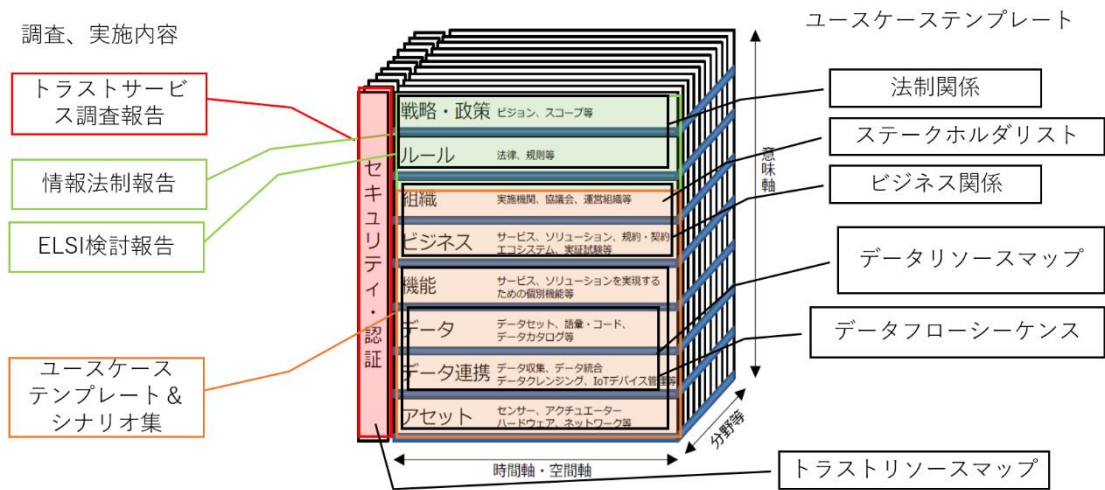 調査、実施内容
ユースケーステンプレート
トラストサービ
ス調査報告
情報法制報告
ELSI検討報告
ユースケース
テンプレート＆
シナリオ集
セキュリティ・認証
戦略・政策 ビジョン、スコープ等
ルール 法律、規則等
組織 実施機関、協議会、運営組織等
ビジネス サービス、ソリューション、規約・契約
エコシステム、実証試験等
機能 サービス、ソリューションを実現する
ための個別機能等
データ データセット、語彙・コード、
データカタログ等
データ連携 データ収集、データ統合
データクレンジング、IoTデバイス管理等
アセット センサー、アクチュエーター
ハードウェア、ネットワーク等
時間軸・空間軸
分野等
意味軸
法制関係
ステークホルダリスト
ビジネス関係
データリソースマップ
データフローシーケンス
トラストリソースマップ